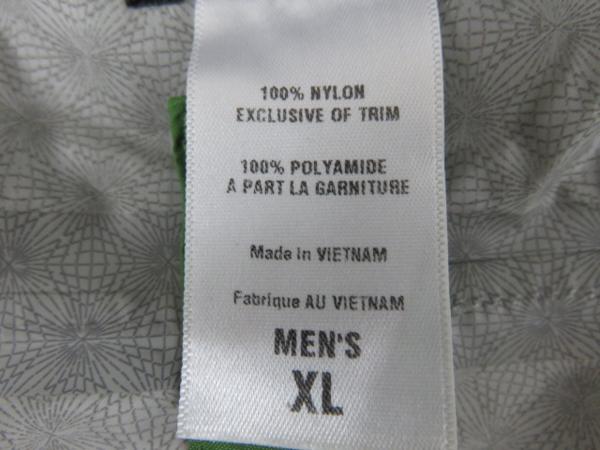 100% NYLON
EXCLUSIVE OF TRIM
100% POLYAMIDE
A PART LA GARNITURE
Made in VIETNAM
Fabrique AU VIETNAM
MEN'S
XL